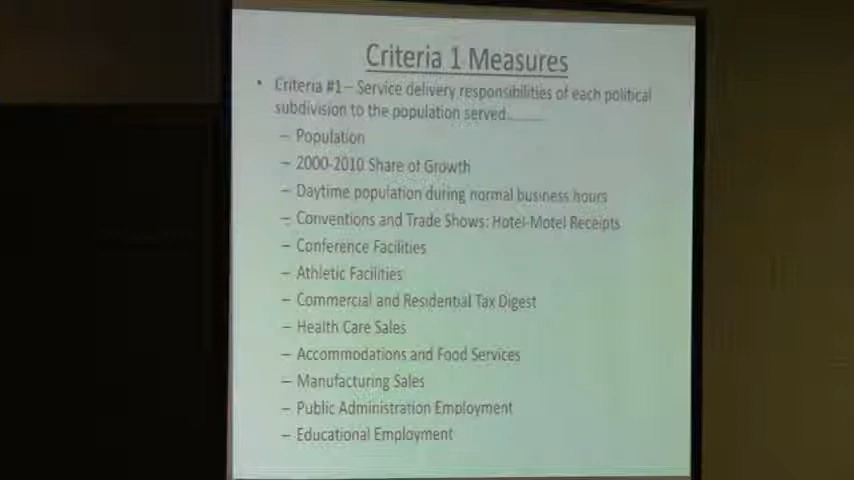 Criteria 1 Measures
• Criteria #1 – Service delivery responsibilities of each political
subdivision to the population served……..
– Population
– 2000-2010 Share of Growth
– Daytime population during normal business hours
– Conventions and Trade Shows: Hotel-Motel Receipts
– Conference Facilities
– Athletic Facilities
– Commercial and Residential Tax Digest
– Health Care Sales
– Accommodations and Food Services
– Manufacturing Sales
– Public Administration Employment
– Educational Employment